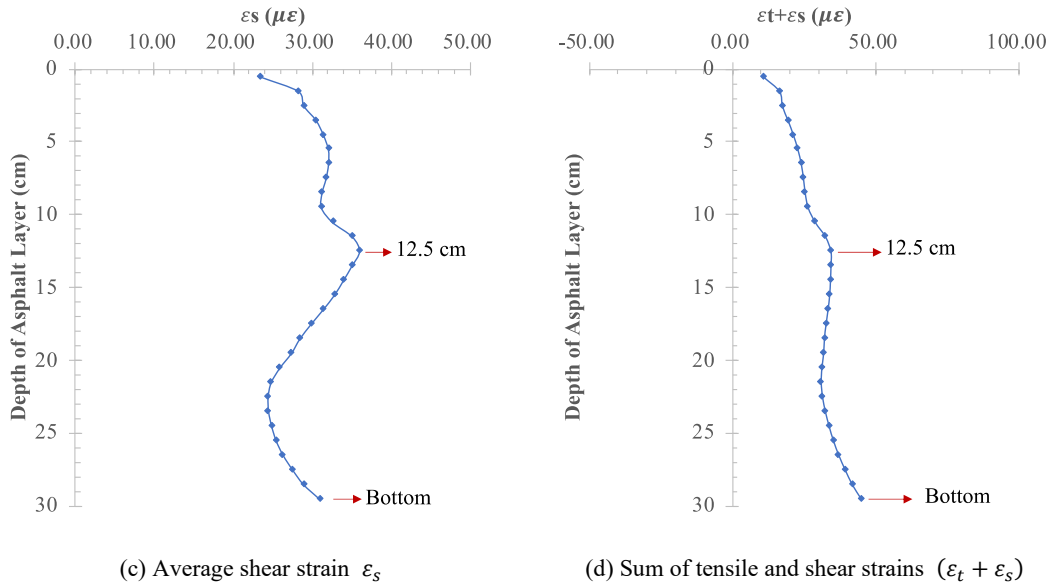 εs (με)
0.00 10.00 20.00 30.00 40.00 50.00
0
5
10
15
20
25
30
Depth of Asphalt Layer (cm)
12.5 cm
Bottom
(c) Average shear strain εs
εt+εs (με)
-50.00 0.00 50.00 100.00
0
5
10
15
20
25
30
Depth of Asphalt Layer (cm)
12.5 cm
Bottom
(d) Sum of tensile and shear strains (εt + εs)